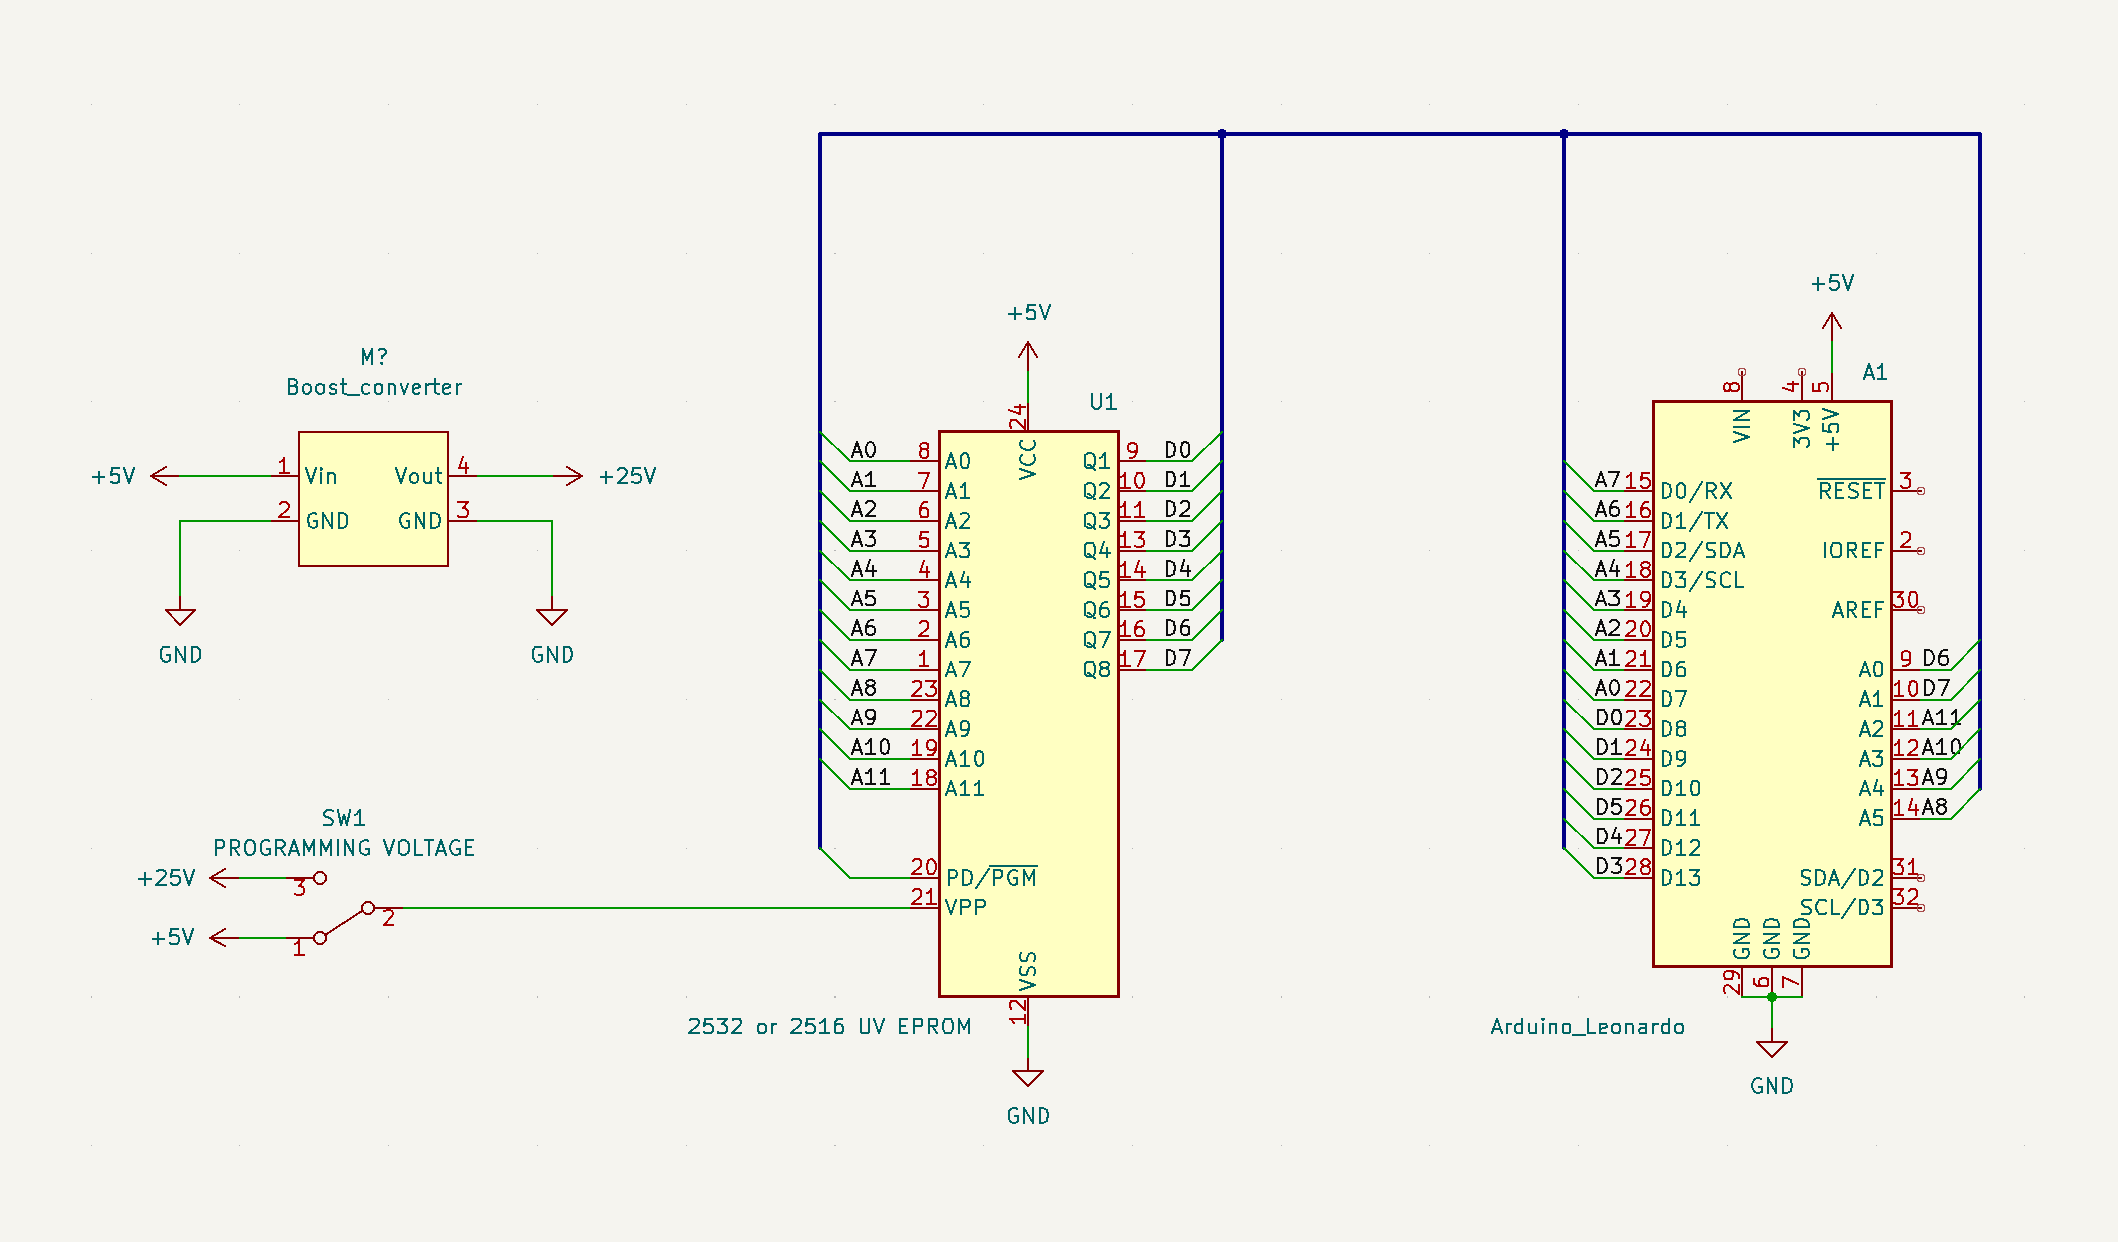 M?
Boost_converter
+5V
1
Vin
Vout
4
+25V
2
GND
GND
3
GND
GND
SW1
PROGRAMMING VOLTAGE
+25V
3
2
+5V
1
+5V
U1
24
VCC
A0 8 A0
A1 7 A1
A2 6 A2
A3 5 A3
A4 4 A4
A5 3 A5
A6 2 A6
A7 1 A7
A8 23 A8
A9 22 A9
A10 19 A10
A11 18 A11
20 PD/PGM
21 VPP
Q1 9 D0
Q2 10 D1
Q3 11 D2
Q4 13 D3
Q5 14 D4
Q6 15 D5
Q7 16 D6
Q8 17 D7
VSS
12
2532 or 2516 UV EPROM
GND
+5V
A1
8
4
5
VIN
3V3
+5V
A7 15 D0/RX
A6 16 D1/TX
A5 17 D2/SDA
A4 18 D3/SCL
A3 19 D4
A2 20 D5
A1 21 D6
A0 22 D7
D0 23 D8
D1 24 D9
D2 25 D10
D5 26 D11
D4 27 D12
D3 28 D13
RESET 3
IOREF 2
AREF 30
A0 9 D6
A1 10 D7
A2 11 A11
A3 12 A10
A4 13 A9
A5 14 A8
SDA/D2 31
SCL/D3 32
GND
GND
GND
29
6
7
Arduino_Leonardo
GND